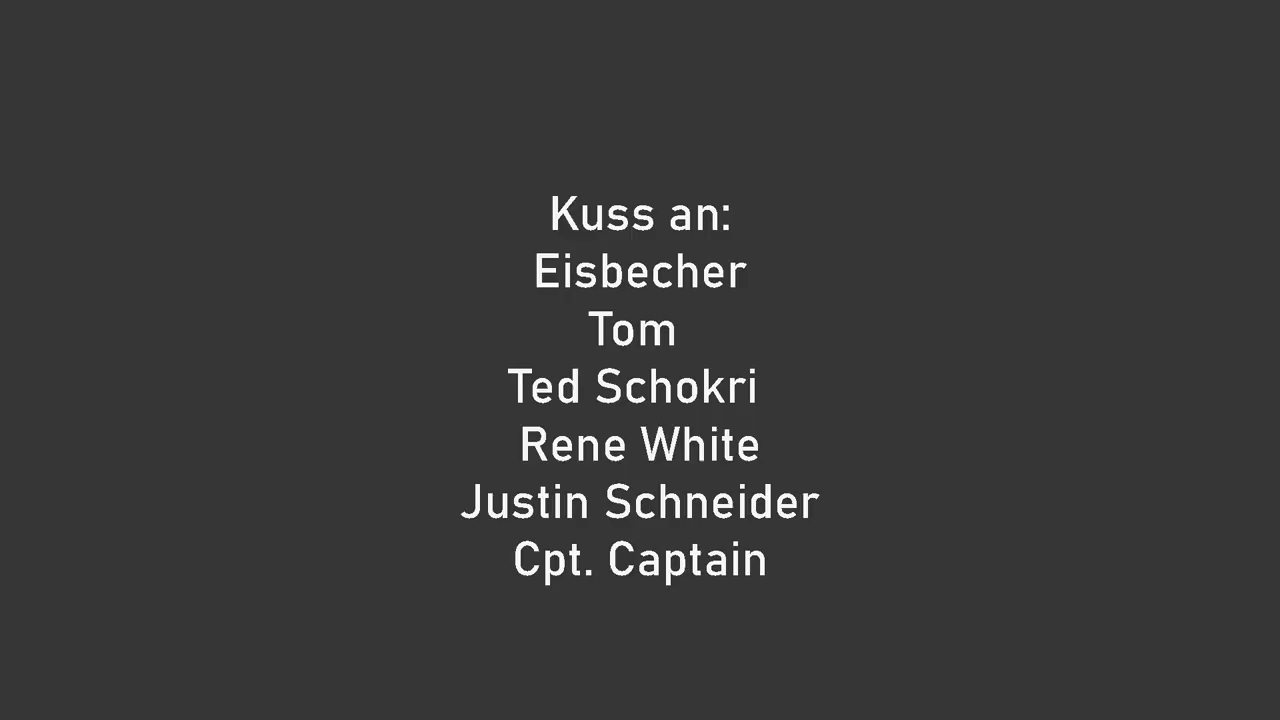 Kuss an:
Eisbecher
Tom
Ted Schokri
Rene White
Justin Schneider
Cpt. Captain